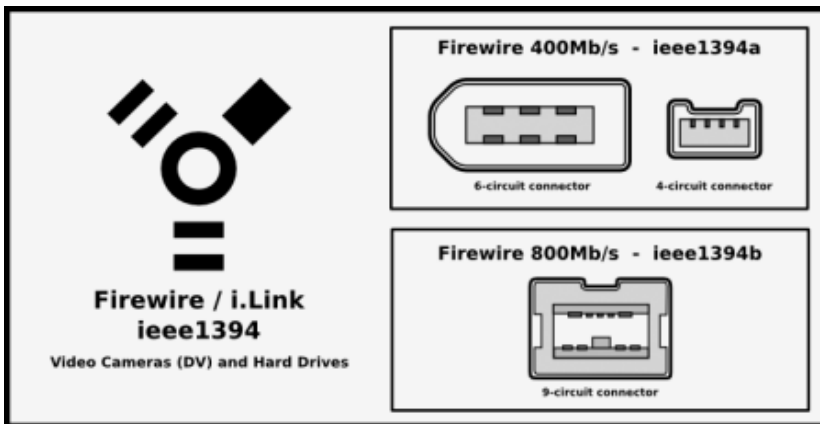 Firewire / i.Link
ieee1394
Video Cameras (DV) and Hard Drives
Firewire 400Mb/s - ieee1394a
6-circuit connector
4-circuit connector
Firewire 800Mb/s - ieee1394b
9-circuit connector